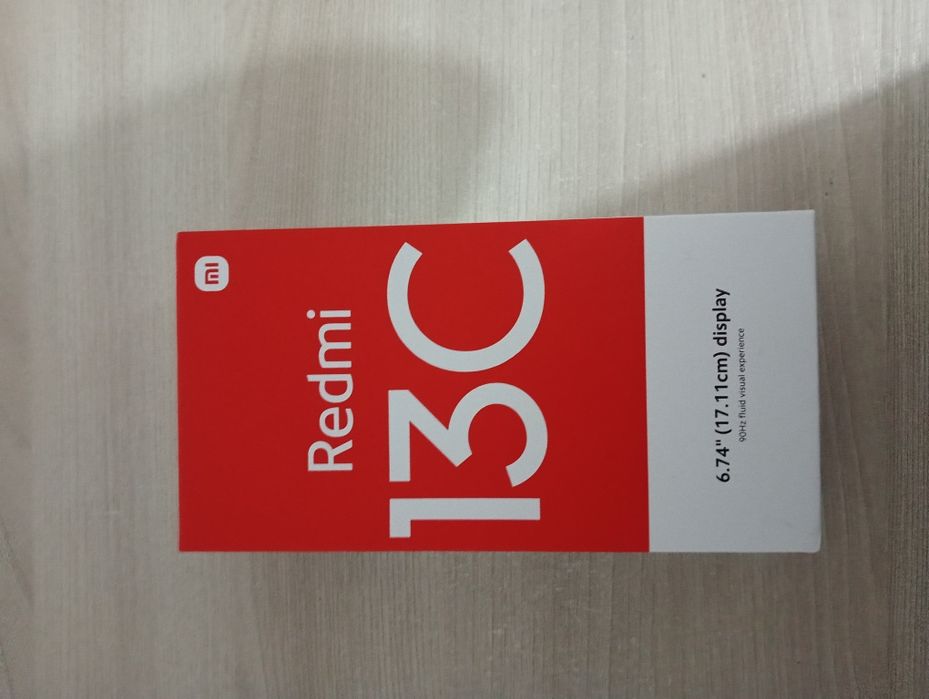 mi
Redmi
13C
6.74" (17.11cm) display
90Hz fluid visual experience